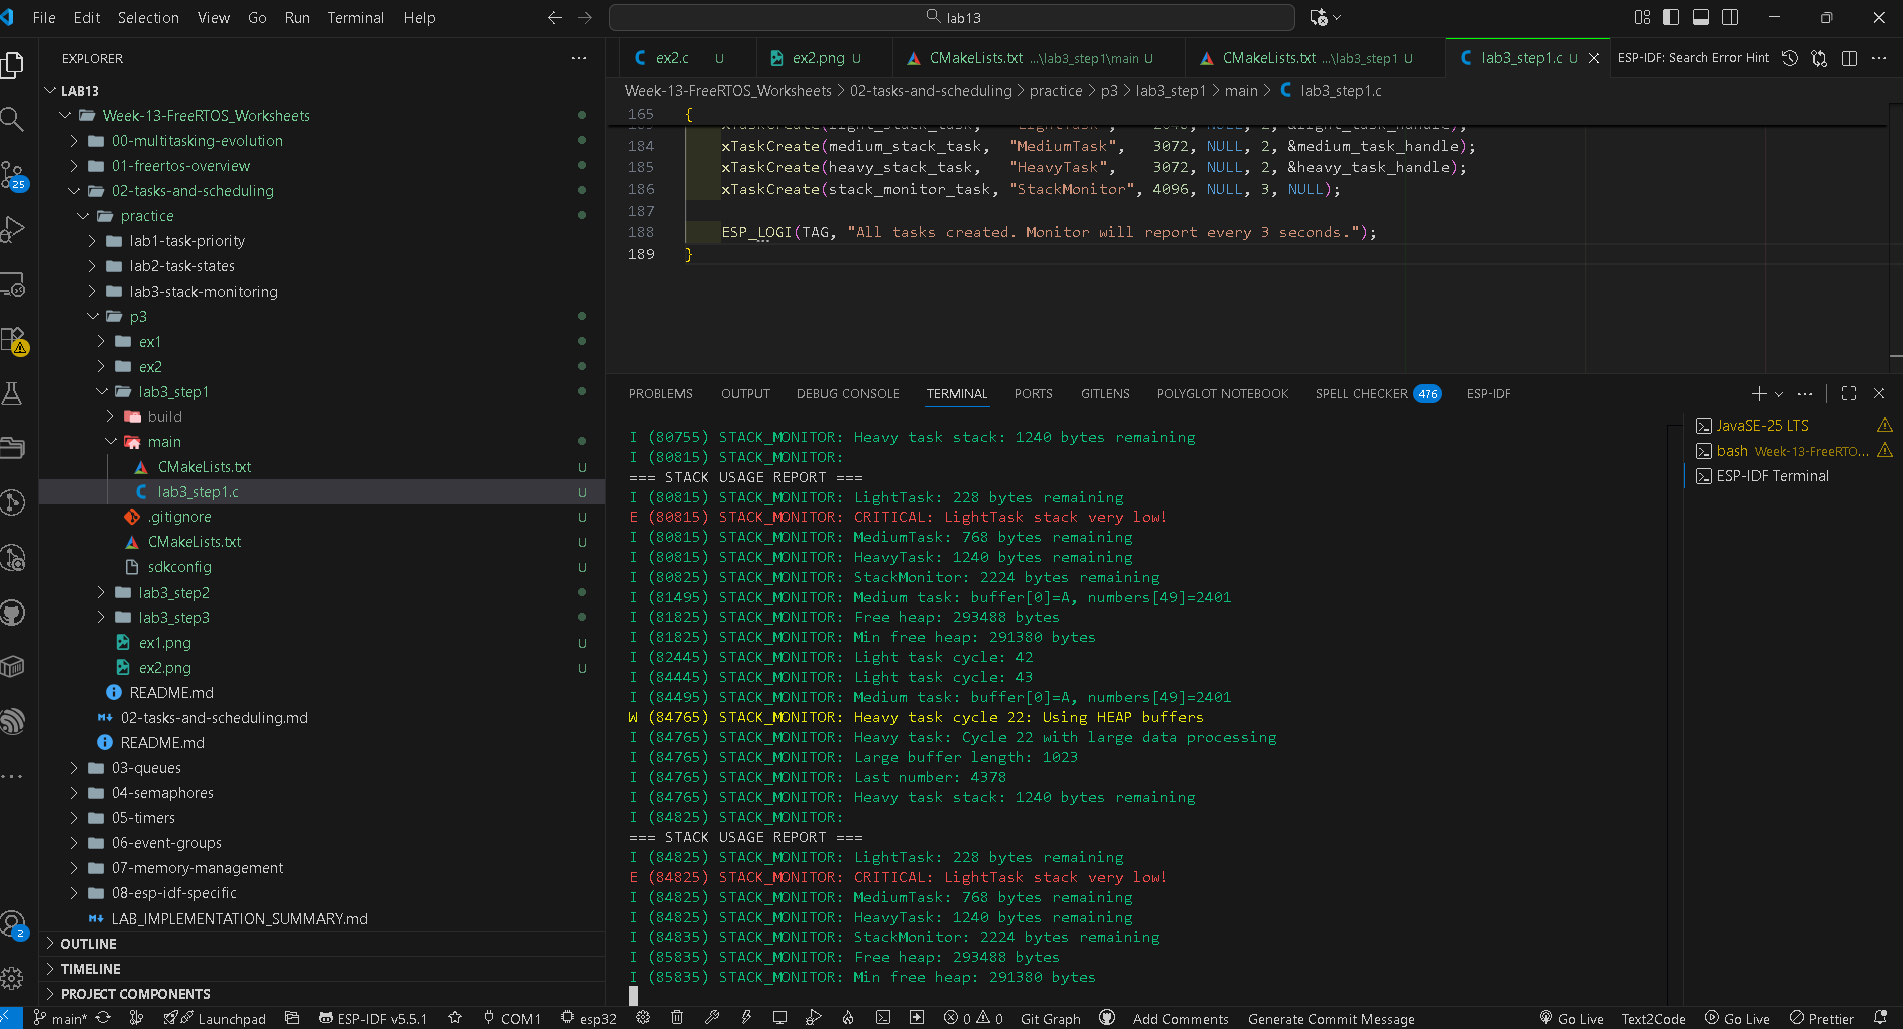 File Edit Selection View Go Run Terminal Help
lab13
EXPLORER
LAB13
Week-13-FreeRTOS_Worksheets
00-multitasking-evolution
01-freertos-overview
02-tasks-and-scheduling
practice
lab1-task-priority
lab2-task-states
lab3-stack-monitoring
p3
ex1
ex2
lab3_step1
build
main
CMakeLists.txt U
lab3_step1.c U
.gitignore U
CMakeLists.txt U
sdkconfig U
lab3_step2
lab3_step3
ex1.png U
ex2.png U
README.md
02-tasks-and-scheduling.md
README.md
03-queues
04-semaphores
05-timers
06-event-groups
07-memory-management
08-esp-idf-specific
LAB_IMPLEMENTATION_SUMMARY.md
OUTLINE
TIMELINE
PROJECT COMPONENTS
25
2
ex2.c U ex2.png U CMakeLists.txt ...\lab3_step1\main U CMakeLists.txt ...\lab3_step1 U lab3_step1.c U ESP-IDF: Search Error Hint
Week-13-FreeRTOS_Worksheets > 02-tasks-and-scheduling > practice > p3 > lab3_step1 > main > lab3_step1.c
165 {
xTaskCreate(light_stack_task, "LightTask", 2048, NULL, 2, &light_task_handle);
184 xTaskCreate(medium_stack_task, "MediumTask", 3072, NULL, 2, &medium_task_handle);
185 xTaskCreate(heavy_stack_task, "HeavyTask", 3072, NULL, 2, &heavy_task_handle);
186 xTaskCreate(stack_monitor_task, "StackMonitor", 4096, NULL, 3, NULL);
187
188 ESP_LOGI(TAG, "All tasks created. Monitor will report every 3 seconds.");
189 }
PROBLEMS OUTPUT DEBUG CONSOLE TERMINAL PORTS GITLENS POLYGLOT NOTEBOOK SPELL CHECKER 476 ESP-IDF
I (80755) STACK_MONITOR: Heavy task stack: 1240 bytes remaining
I (80815) STACK_MONITOR:
=== STACK USAGE REPORT ===
I (80815) STACK_MONITOR: LightTask: 228 bytes remaining
E (80815) STACK_MONITOR: CRITICAL: LightTask stack very low!
I (80815) STACK_MONITOR: MediumTask: 768 bytes remaining
I (80815) STACK_MONITOR: HeavyTask: 1240 bytes remaining
I (80825) STACK_MONITOR: StackMonitor: 2224 bytes remaining
I (81495) STACK_MONITOR: Medium task: buffer[0]=A, numbers[49]=2401
I (81825) STACK_MONITOR: Free heap: 293488 bytes
I (81825) STACK_MONITOR: Min free heap: 291380 bytes
I (82445) STACK_MONITOR: Light task cycle: 42
I (84445) STACK_MONITOR: Light task cycle: 43
I (84495) STACK_MONITOR: Medium task: buffer[0]=A, numbers[49]=2401
W (84765) STACK_MONITOR: Heavy task cycle 22: Using HEAP buffers
I (84765) STACK_MONITOR: Heavy task: Cycle 22 with large data processing
I (84765) STACK_MONITOR: Large buffer length: 1023
I (84765) STACK_MONITOR: Last number: 4378
I (84765) STACK_MONITOR: Heavy task stack: 1240 bytes remaining
I (84825) STACK_MONITOR:
=== STACK USAGE REPORT ===
I (84825) STACK_MONITOR: LightTask: 228 bytes remaining
E (84825) STACK_MONITOR: CRITICAL: LightTask stack very low!
I (84825) STACK_MONITOR: MediumTask: 768 bytes remaining
I (84825) STACK_MONITOR: HeavyTask: 1240 bytes remaining
I (84835) STACK_MONITOR: StackMonitor: 2224 bytes remaining
I (85835) STACK_MONITOR: Free heap: 293488 bytes
I (85835) STACK_MONITOR: Min free heap: 291380 bytes
JavaSE-25 LTS
bash Week-13-FreeRTO...
ESP-IDF Terminal
main* Launchpad ESP-IDF v5.5.1 COM1 esp32 0 0 Git Graph Add Comments Generate Commit Message Go Live Text2Code Go Live Prettier